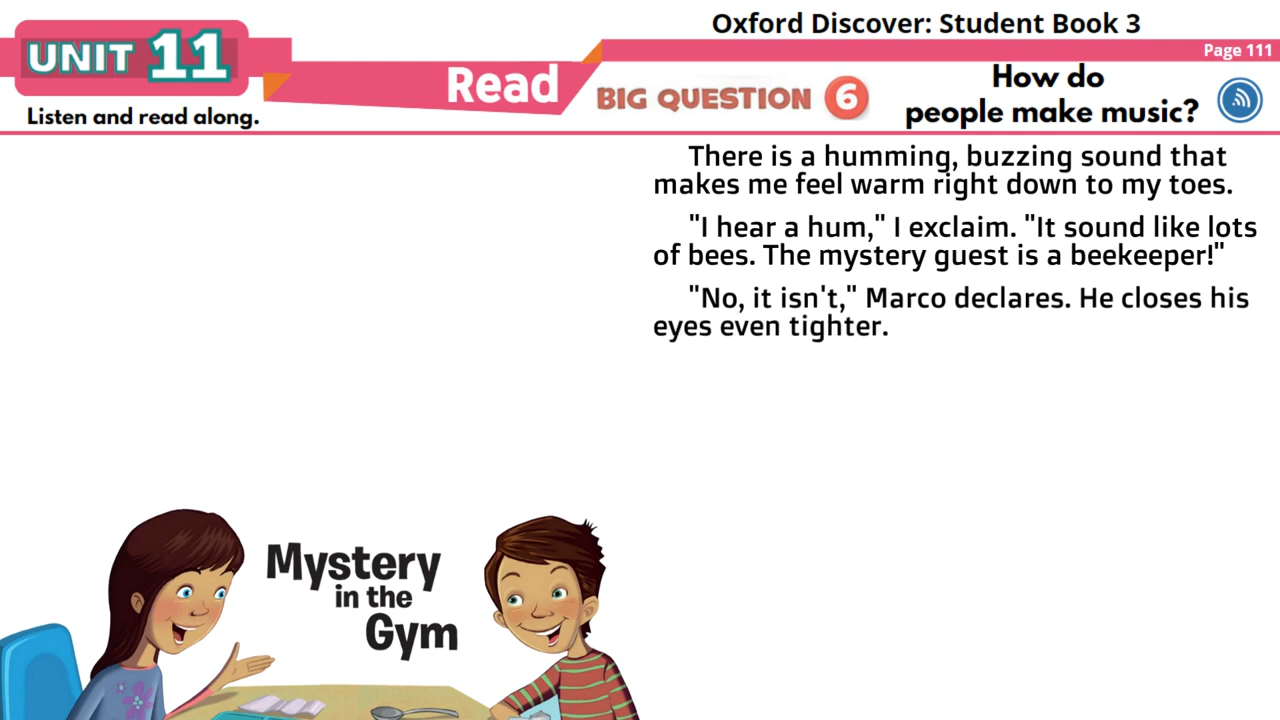 Oxford Discover: Student Book 3
UNIT 11
Page 111
Read
BIG QUESTION 6
How do
people make music?
Listen and read along.
There is a humming, buzzing sound that
makes me feel warm right down to my toes.
"I hear a hum," I exclaim. "It sound like lots
of bees. The mystery guest is a beekeeper!"
"No, it isn't," Marco declares. He closes his
eyes even tighter.
Mystery
in the
Gym